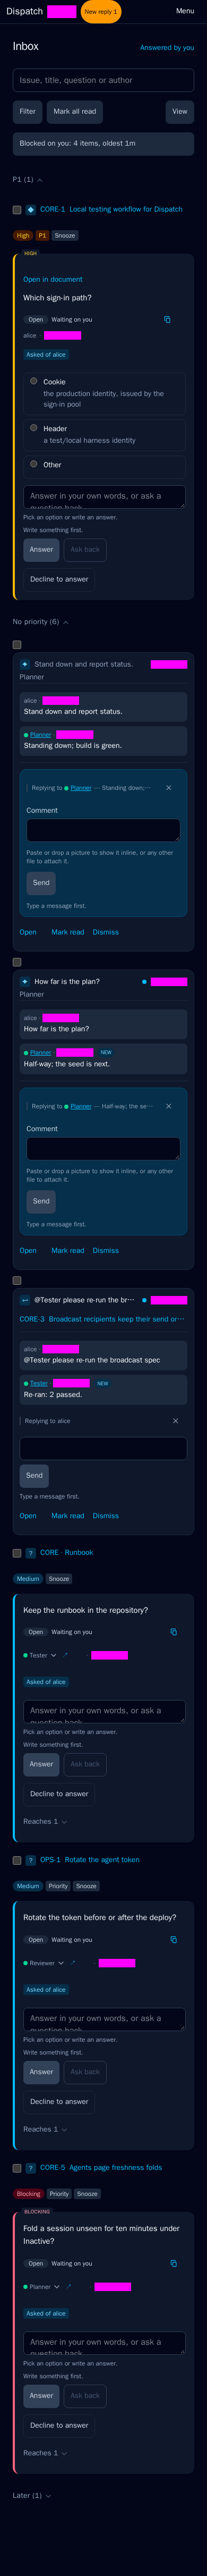 Dispatch
New reply 1
Menu
Inbox
Answered by you
Issue, title, question or author
Filter
Mark all read
View
Blocked on you: 4 items, oldest 1m
P1 (1)
CORE-1 Local testing workflow for Dispatch
High P1 Snooze
HIGH
Open in document
Which sign-in path?
Open Waiting on you
alice ·
Asked of alice
Cookie
the production identity, issued by the
sign-in pool
Header
a test/local harness identity
Other
Answer in your own words, or ask a
question back
Pick an option or write an answer.
Write something first.
Answer
Ask back
Decline to answer
No priority (6)
Stand down and report status.
Planner
alice ·
Stand down and report status.
Planner ·
Standing down; build is green.
Replying to Planner — Standing down;…
Comment
Paste or drop a picture to show it inline, or any other
file to attach it.
Send
Type a message first.
Open Mark read Dismiss
How far is the plan?
Planner
alice ·
How far is the plan?
Planner · NEW
Half-way; the seed is next.
Replying to Planner — Half-way; the se…
Comment
Paste or drop a picture to show it inline, or any other
file to attach it.
Send
Type a message first.
Open Mark read Dismiss
@Tester please re-run the br…
CORE-3 Broadcast recipients keep their send or…
alice ·
@Tester please re-run the broadcast spec
Tester · NEW
Re-ran: 2 passed.
Replying to alice
Send
Type a message first.
Open Mark read Dismiss
? CORE · Runbook
Medium Snooze
Keep the runbook in the repository?
Open Waiting on you
Tester ·
Asked of alice
Answer in your own words, or ask a
question back
Pick an option or write an answer.
Write something first.
Answer
Ask back
Decline to answer
Reaches 1
? OPS-1 Rotate the agent token
Medium Priority Snooze
Rotate the token before or after the deploy?
Open Waiting on you
Reviewer ·
Asked of alice
Answer in your own words, or ask a
question back
Pick an option or write an answer.
Write something first.
Answer
Ask back
Decline to answer
Reaches 1
? CORE-5 Agents page freshness folds
Blocking Priority Snooze
BLOCKING
Fold a session unseen for ten minutes under
Inactive?
Open Waiting on you
Planner ·
Asked of alice
Answer in your own words, or ask a
question back
Pick an option or write an answer.
Write something first.
Answer
Ask back
Decline to answer
Reaches 1
Later (1)